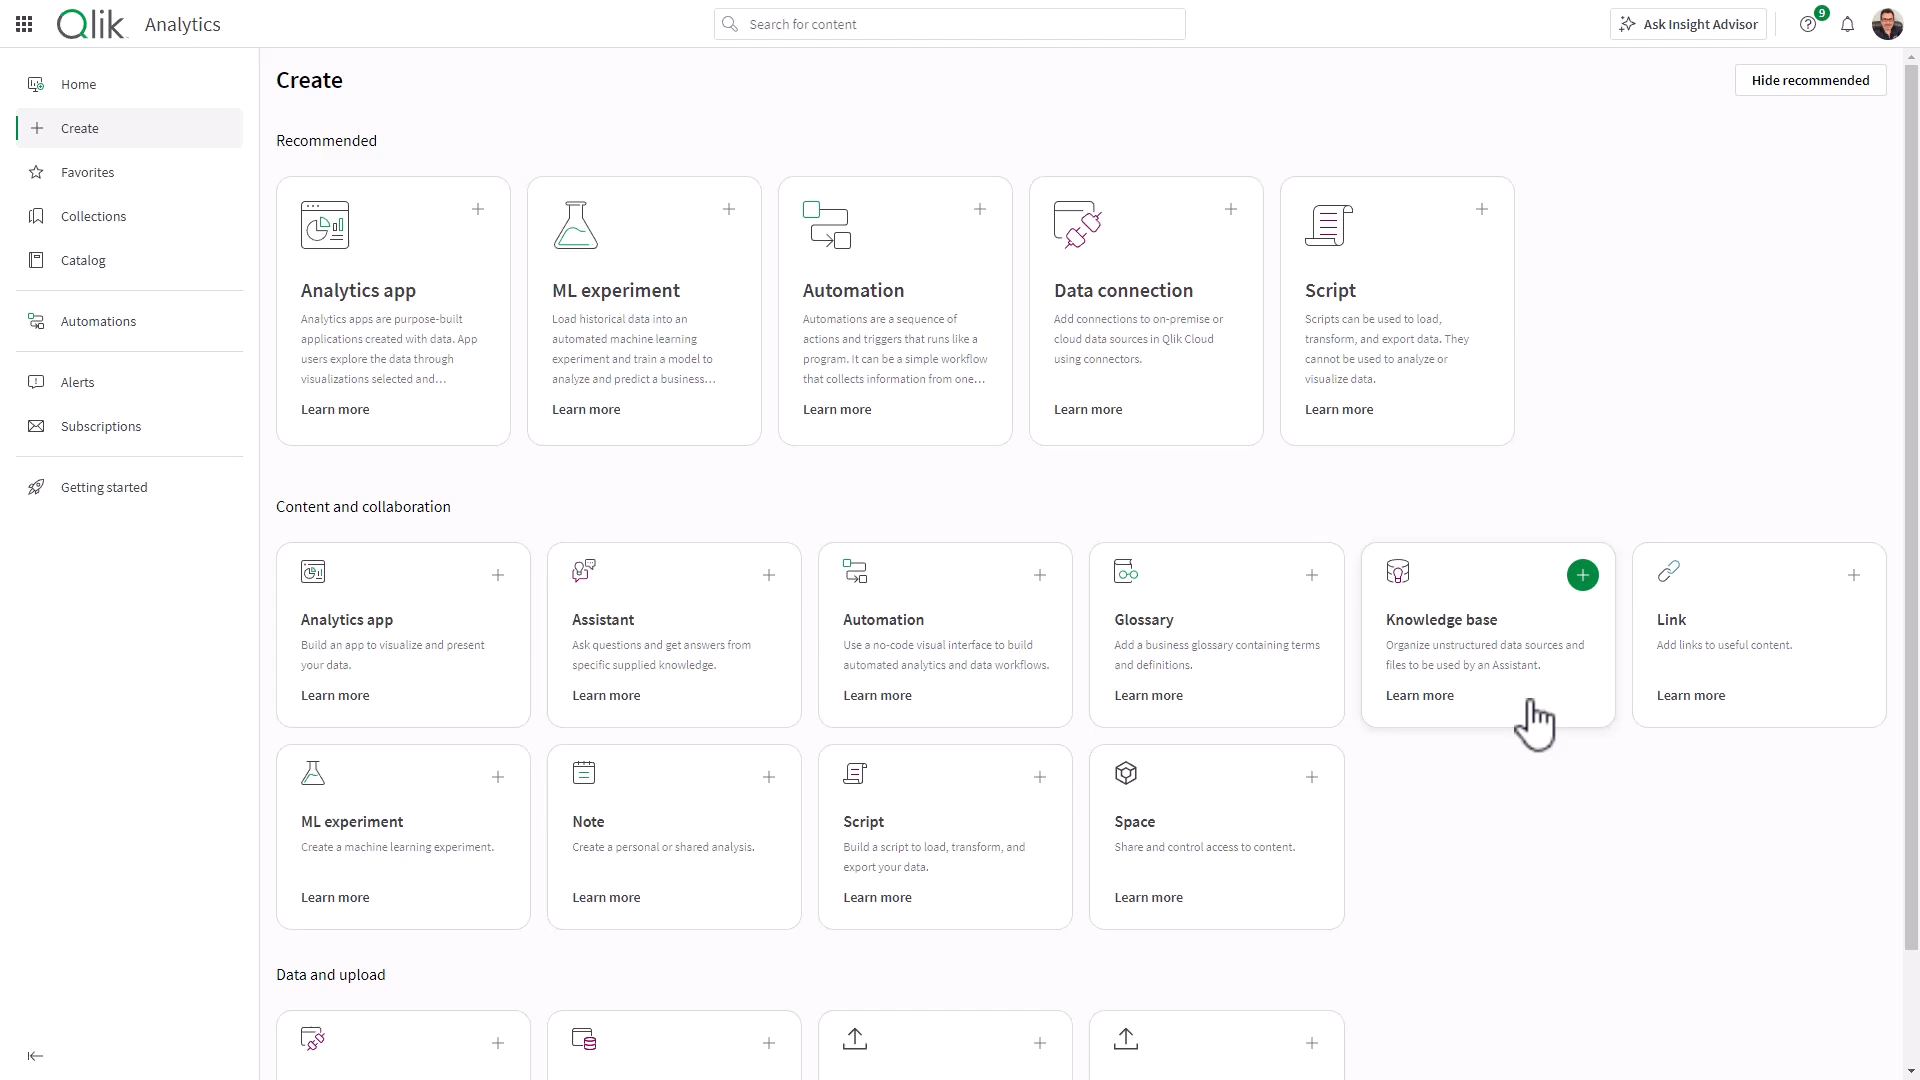 Qlik Analytics
Search for content
Ask Insight Advisor
9
Home
Create
Favorites
Collections
Catalog
Automations
Alerts
Subscriptions
Getting started
Create
Hide recommended
Recommended
Analytics app
Analytics apps are purpose-built
applications created with data. App
users explore the data through
visualizations selected and...
Learn more
ML experiment
Load historical data into an
automated machine learning
experiment and train a model to
analyze and predict a business...
Learn more
Automation
Automations are a sequence of
actions and triggers that runs like a
program. It can be a simple workflow
that collects information from one...
Learn more
Data connection
Add connections to on-premise or
cloud data sources in Qlik Cloud
using connectors.
Learn more
Script
Scripts can be used to load,
transform, and export data. They
cannot be used to analyze or
visualize data.
Learn more
Content and collaboration
Analytics app
Build an app to visualize and present
your data.
Learn more
Assistant
Ask questions and get answers from
specific supplied knowledge.
Learn more
Automation
Use a no-code visual interface to build
automated analytics and data workflows.
Learn more
Glossary
Add a business glossary containing terms
and definitions.
Learn more
Knowledge base
Organize unstructured data sources and
files to be used by an Assistant.
Learn more
Link
Add links to useful content.
Learn more
ML experiment
Create a machine learning experiment.
Learn more
Note
Create a personal or shared analysis.
Learn more
Script
Build a script to load, transform, and
export your data.
Learn more
Space
Share and control access to content.
Learn more
Data and upload